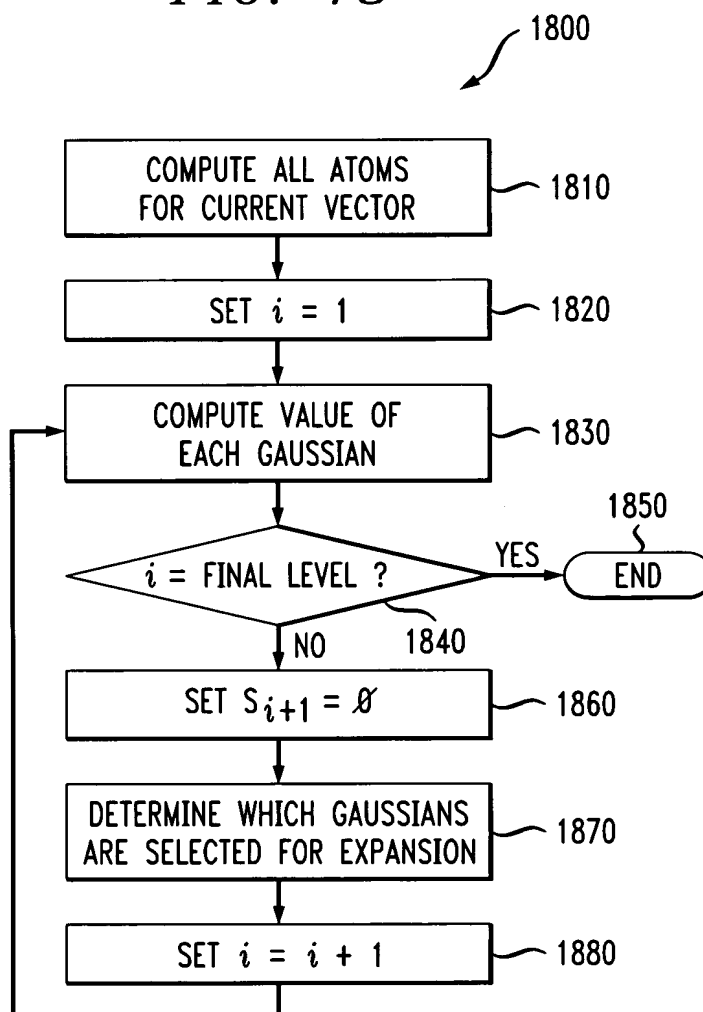 1800
COMPUTE ALL ATOMS
FOR CURRENT VECTOR
1810
SET i = 1
1820
COMPUTE VALUE OF
EACH GAUSSIAN
1830
i = FINAL LEVEL ?
1840
YES
1850
END
NO
SET S_{i+1} = Ø
1860
DETERMINE WHICH GAUSSIANS
ARE SELECTED FOR EXPANSION
1870
SET i = i + 1
1880